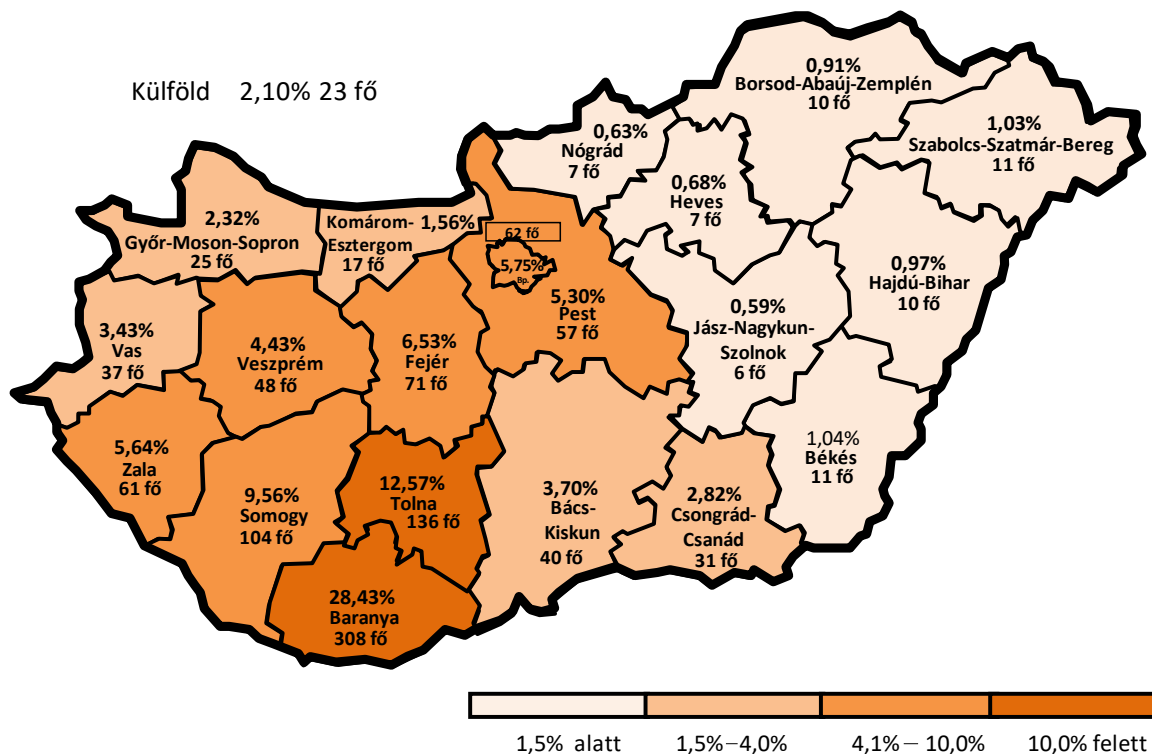 Külföld 2,10% 23 fő
0,91%
Borsod-Abaúj-Zemplén
10 fő
1,03%
Szabolcs-Szatmár-Bereg
11 fő
0,63%
Nógrád
7 fő
0,68%
Heves
7 fő
2,32%
Győr-Moson-Sopron
25 fő
Komárom- 1,56%
Esztergom
17 fő
62 fő
5,75%
Bp.
5,30%
Pest
57 fő
0,97%
Hajdú-Bihar
10 fő
0,59%
Jász-Nagykun-
Szolnok
6 fő
3,43%
Vas
37 fő
4,43%
Veszprém
48 fő
6,53%
Fejér
71 fő
5,64%
Zala
61 fő
9,56%
Somogy
104 fő
12,57%
Tolna
136 fő
3,70%
Bács-
Kiskun
40 fő
2,82%
Csongrád-
Csanád
31 fő
1,04%
Békés
11 fő
28,43%
Baranya
308 fő
1,5% alatt 1,5%–4,0% 4,1% – 10,0% 10,0% felett